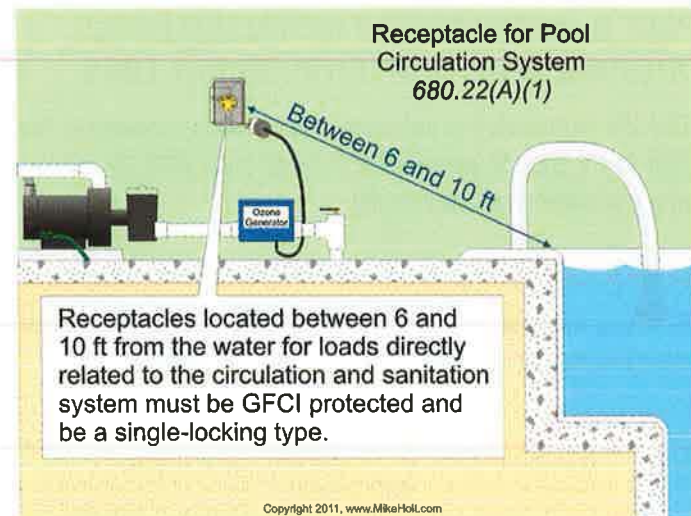 Receptacle for Pool
Circulation System
680.22(A)(1)
Between 6 and 10 ft
Ozone
Generator
Receptacles located between 6 and
10 ft from the water for loads directly
related to the circulation and sanitation
system must be GFCI protected and
be a single-locking type.
Copyright 2011, www.MikeHolt.com